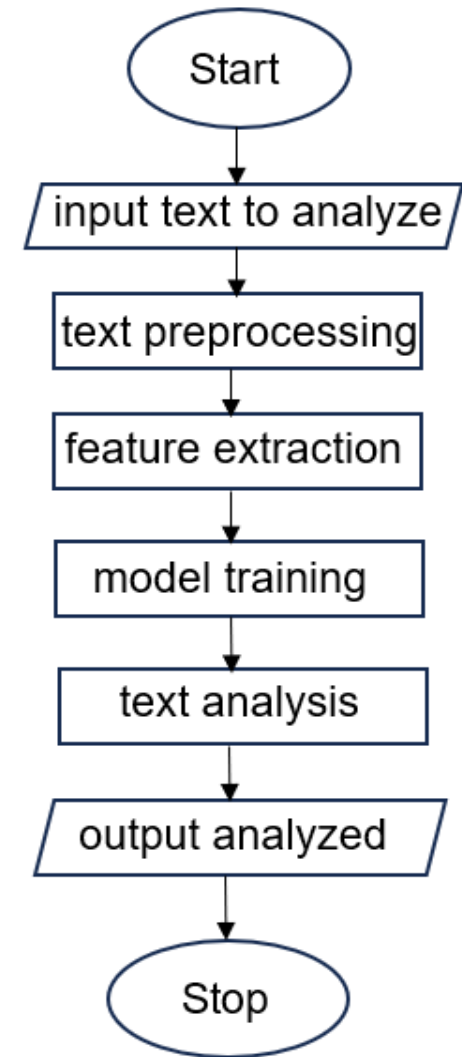 Start
input text to analyze
text preprocessing
feature extraction
model training
text analysis
output analyzed
Stop